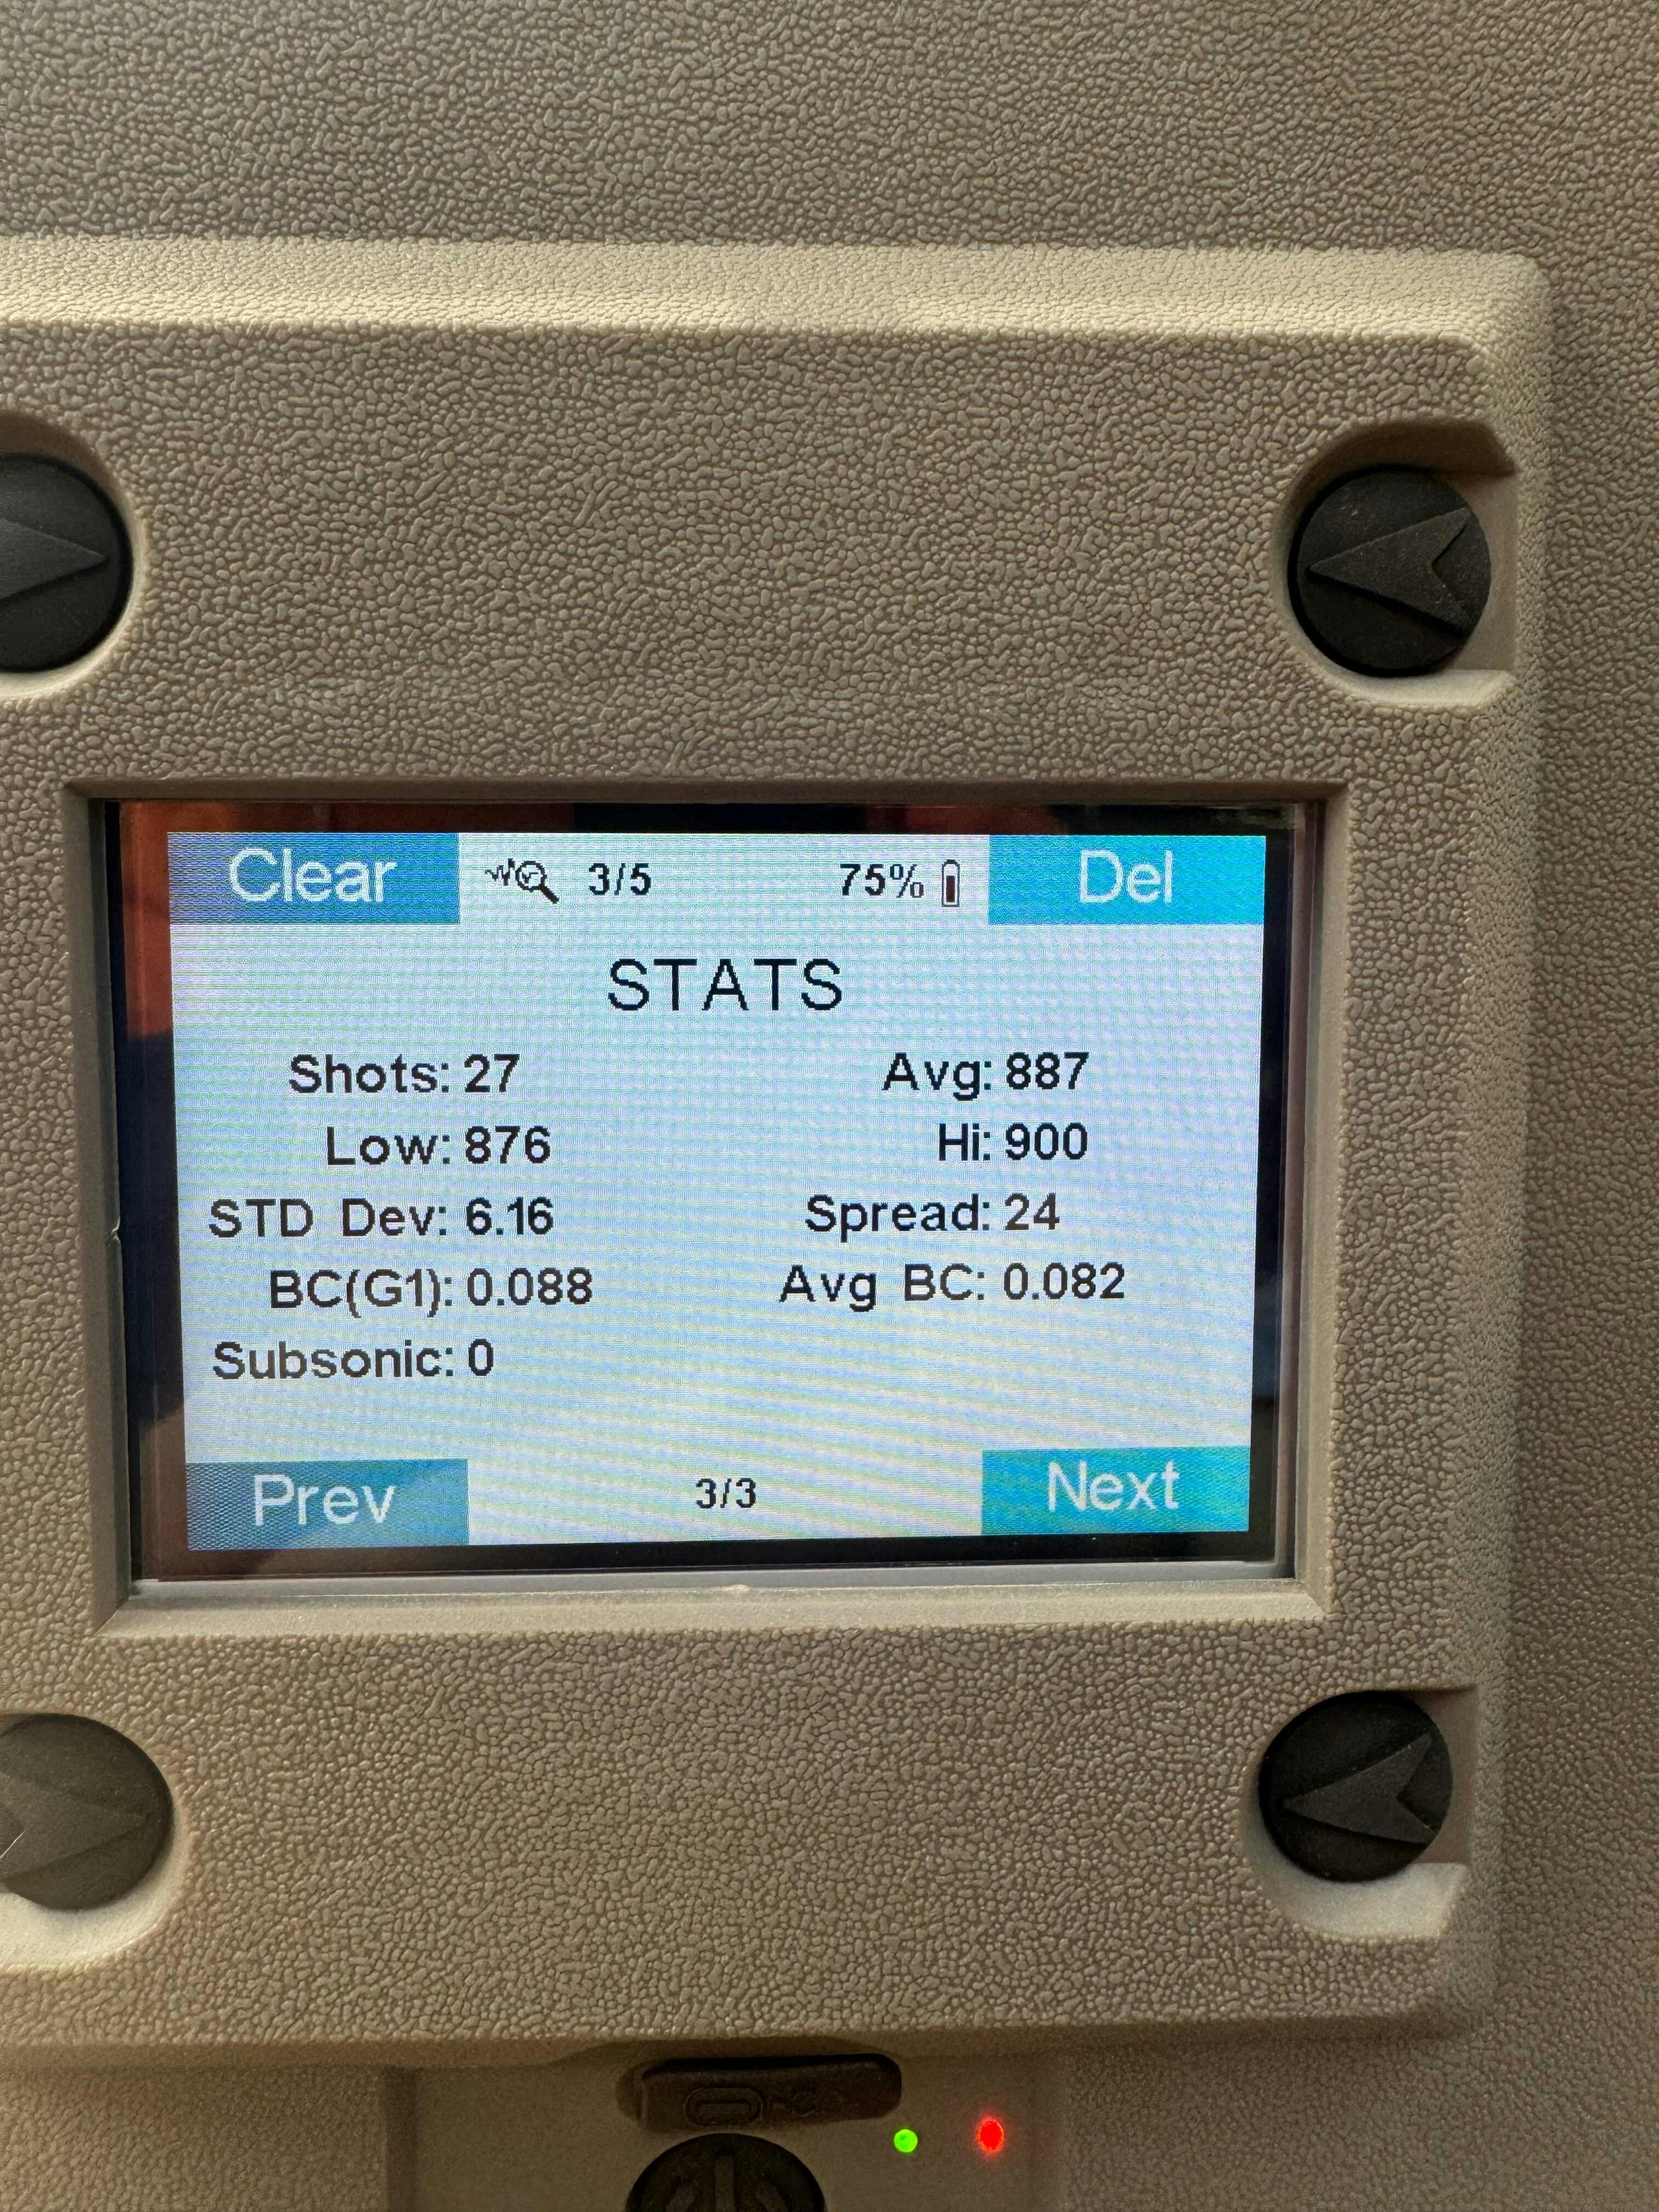 Clear 3/5 75% Del
STATS
Shots: 27 Avg: 887
Low: 876 Hi: 900
STD Dev: 6.16 Spread: 24
BC(G1): 0.088 Avg BC: 0.082
Subsonic: 0
Prev 3/3 Next